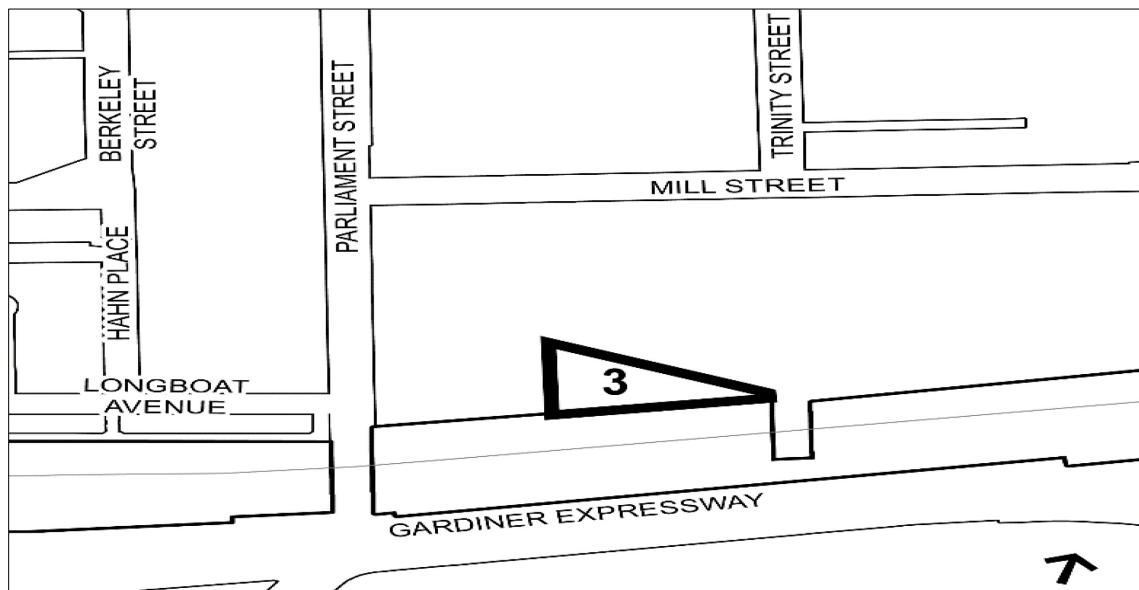 BERKELEY
STREET
PARLIAMENT STREET
TRINITY STREET
MILL STREET
HAHN PLACE
3
LONGBOAT
AVENUE
GARDINER EXPRESSWAY